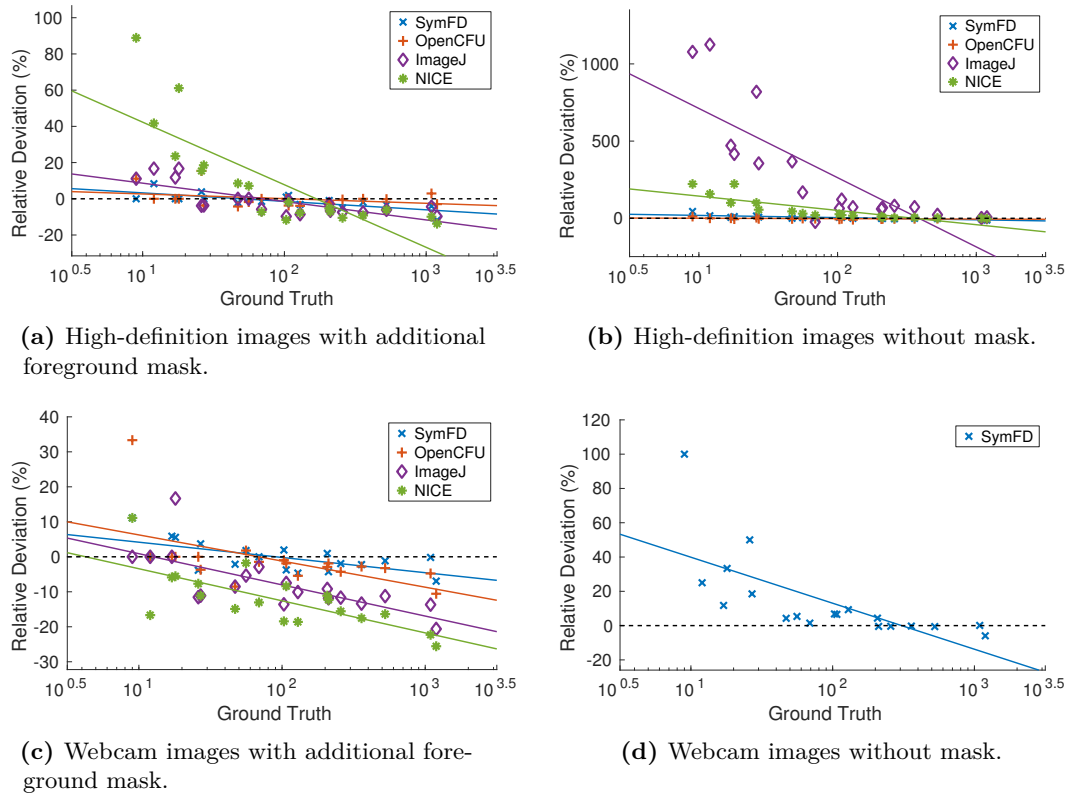 100
80
60
40
20
0
-20
Relative Deviation (%)
SymFD
OpenCFU
ImageJ
NICE
10^0.5
10^1
10^2
10^3
10^3.5
Ground Truth
(a) High-definition images with additional
foreground mask.
1000
500
0
Relative Deviation (%)
SymFD
OpenCFU
ImageJ
NICE
10^0.5
10^1
10^2
10^3
10^3.5
Ground Truth
(b) High-definition images without mask.
40
30
20
10
0
-10
-20
-30
Relative Deviation (%)
SymFD
OpenCFU
ImageJ
NICE
10^0.5
10^1
10^2
10^3
10^3.5
Ground Truth
(c) Webcam images with additional fore-
ground mask.
120
100
80
60
40
20
0
-20
Relative Deviation (%)
SymFD
10^0.5
10^1
10^2
10^3
10^3.5
Ground Truth
(d) Webcam images without mask.